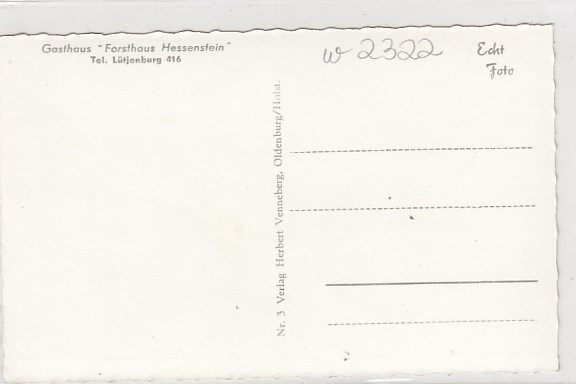 Gasthaus "Forsthaus Hessenstein"
Tel. Lütjenburg 416
w 2322
Echt
Foto
Nr. 3 Verlag Herbert Venneberg, Oldenburg/Holst.